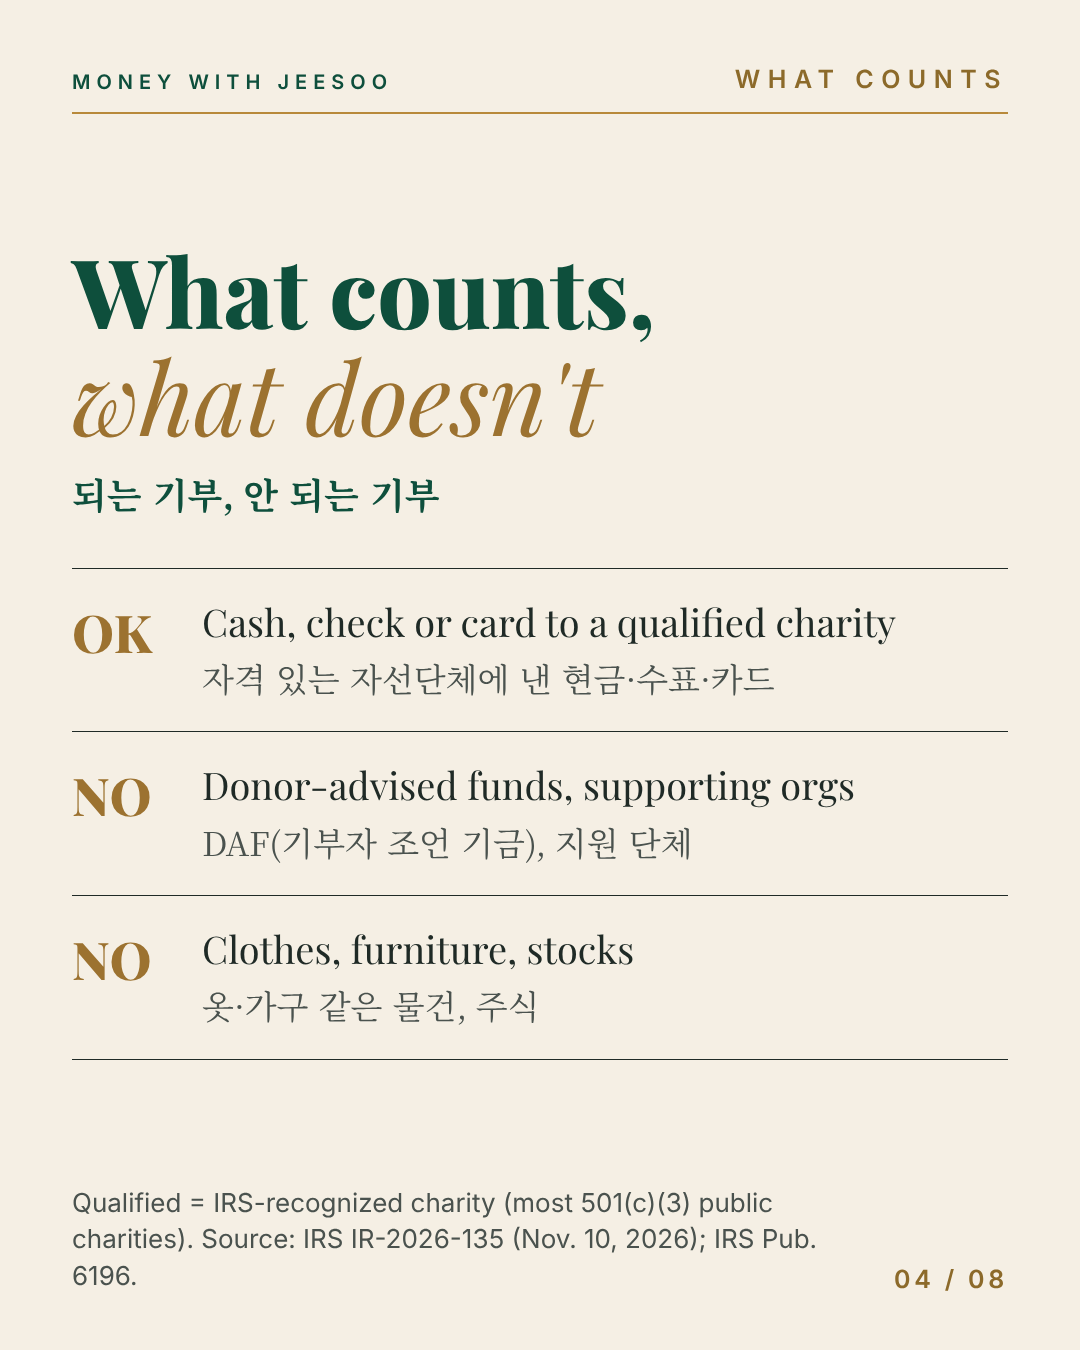 MONEY WITH JEESOO
WHAT COUNTS
What counts,
what doesn't
되는 기부, 안 되는 기부
OK
Cash, check or card to a qualified charity
자격 있는 자선단체에 낸 현금·수표·카드
NO
Donor-advised funds, supporting orgs
DAF(기부자 조언 기금), 지원 단체
NO
Clothes, furniture, stocks
옷·가구 같은 물건, 주식
Qualified = IRS-recognized charity (most 501(c)(3) public
charities). Source: IRS IR-2026-135 (Nov. 10, 2026); IRS Pub.
6196.
04 / 08